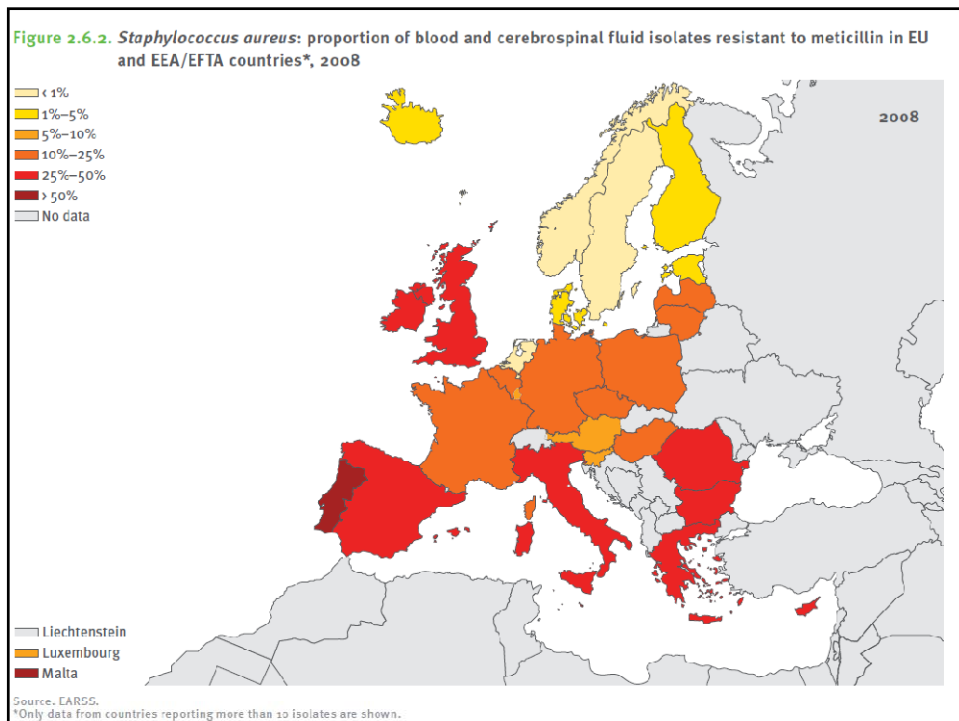 Figure 2.6.2. Staphylococcus aureus: proportion of blood and cerebrospinal fluid isolates resistant to meticillin in EU
and EEA/EFTA countries*, 2008
< 1%
1%–5%
5%–10%
10%–25%
25%–50%
> 50%
No data
2008
Liechtenstein
Luxembourg
Malta
Source. EARSS.
*Only data from countries reporting more than 10 isolates are shown.